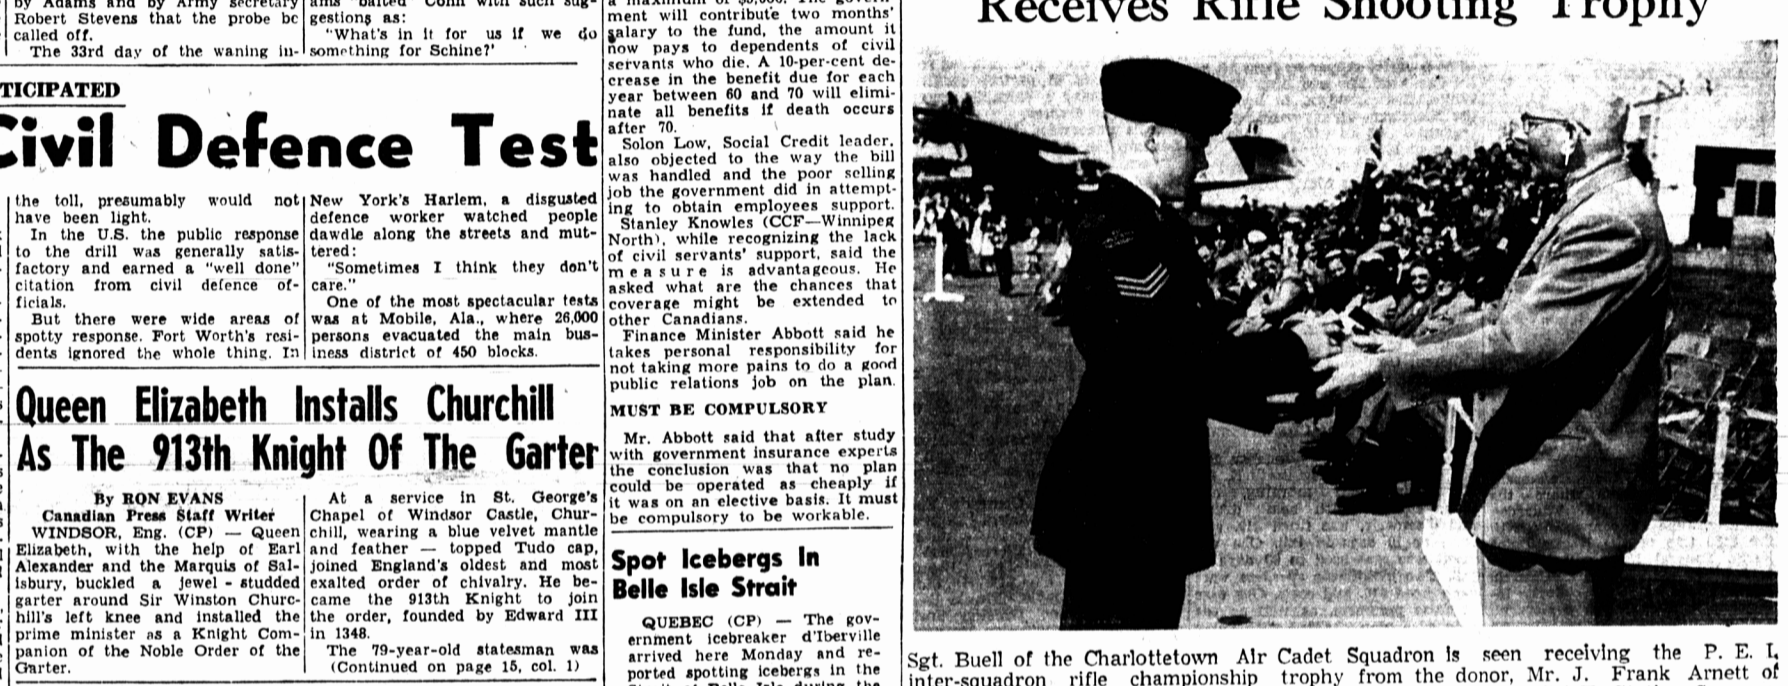 by Adams and by Army secretary
Robert Stevens that the probe be
called off.
The 33rd day of the waning in-
gestions as:
"What's in it for us if we do
something for Schine?'
TICIPATED
Civil Defence Test
the toll, presumably would not
have been light.
In the U.S. the public response
to the drill was generally satis-
factory and earned a "well done"
citation from civil defence of-
ficials.
But there were wide areas of
spotty response. Fort Worth's resi-
dents ignored the whole thing. In
New York's Harlem, a disgusted
defence worker watched people
dawdle along the streets and mut-
tered:
"Sometimes I think they don't
care."
One of the most spectacular tests
was at Mobile, Ala., where 26,000
persons evacuated the main bus-
iness district of 450 blocks.
Queen Elizabeth Installs Churchill
As The 913th Knight Of The Garter
By RON EVANS
Canadian Press Staff Writer
WINDSOR, Eng. (CP) — Queen
Elizabeth, with the help of Earl
Alexander and the Marquis of Sal-
isbury, buckled a jewel - studded
garter around Sir Winston Churc-
hill's left knee and installed the
prime minister as a Knight Com-
panion of the Noble Order of the
Garter.
At a service in St. George's
Chapel of Windsor Castle, Chur-
chill, wearing a blue velvet mantle
and feather — topped Tudo cap,
joined England's oldest and most
exalted order of chivalry. He be-
came the 913th Knight to join
the order, founded by Edward III
in 1348.
The 79-year-old statesman was
(Continued on page 15, col. 1)
ment will contribute two months'
salary to the fund, the amount it
now pays to dependents of civil
servants who die. A 10-per-cent de-
crease in the benefit due for each
year between 60 and 70 will elimi-
nate all benefits if death occurs
after 70.
Solon Low, Social Credit leader,
also objected to the way the bill
was handled and the poor selling
job the government did in attempt-
ing to obtain employees support.
Stanley Knowles (CCF—Winnipeg
North), while recognizing the lack
of civil servants' support, said the
measure is advantageous. He
asked what are the chances that
coverage might be extended to
other Canadians.
Finance Minister Abbott said he
takes personal responsibility for
not taking more pains to do a good
public relations job on the plan.
MUST BE COMPULSORY
Mr. Abbott said that after study
with government insurance experts
the conclusion was that no plan
could be operated as cheaply if
it was on an elective basis. It must
be compulsory to be workable.
Spot Icebergs In
Belle Isle Strait
QUEBEC (CP) — The gov-
ernment icebreaker d'Iberville
arrived here Monday and re-
ported spotting icebergs in the
Receives Rifle Shooting Trophy
Sgt. Buell of the Charlottetown Air Cadet Squadron is seen receiving the P. E. I.
inter-squadron rifle championship trophy from the donor, Mr. J. Frank Arnett of